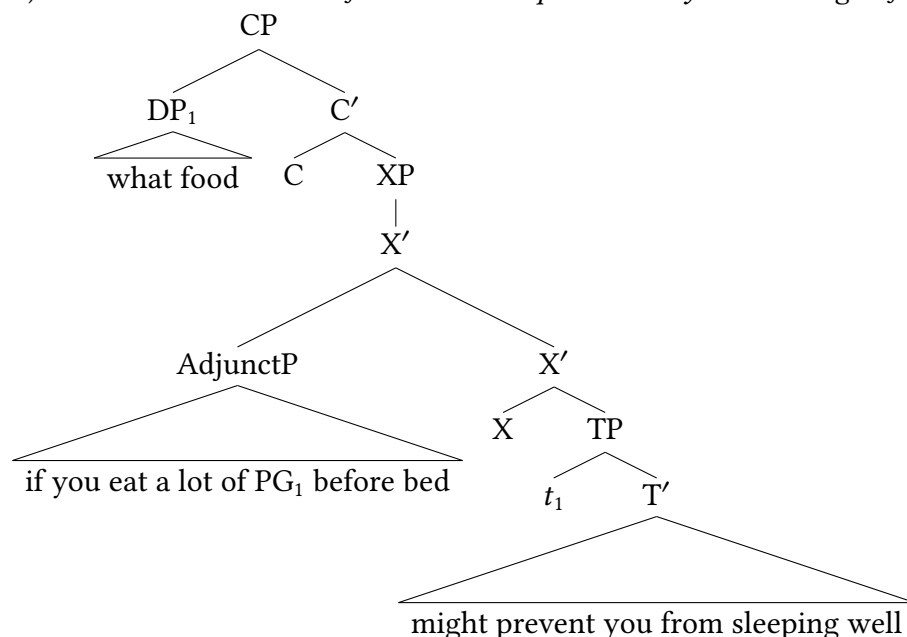 CP
DP₁ C′
what food C XP
X′
AdjunctP X′
X TP
if you eat a lot of PG₁ before bed t₁ T′
might prevent you from sleeping well